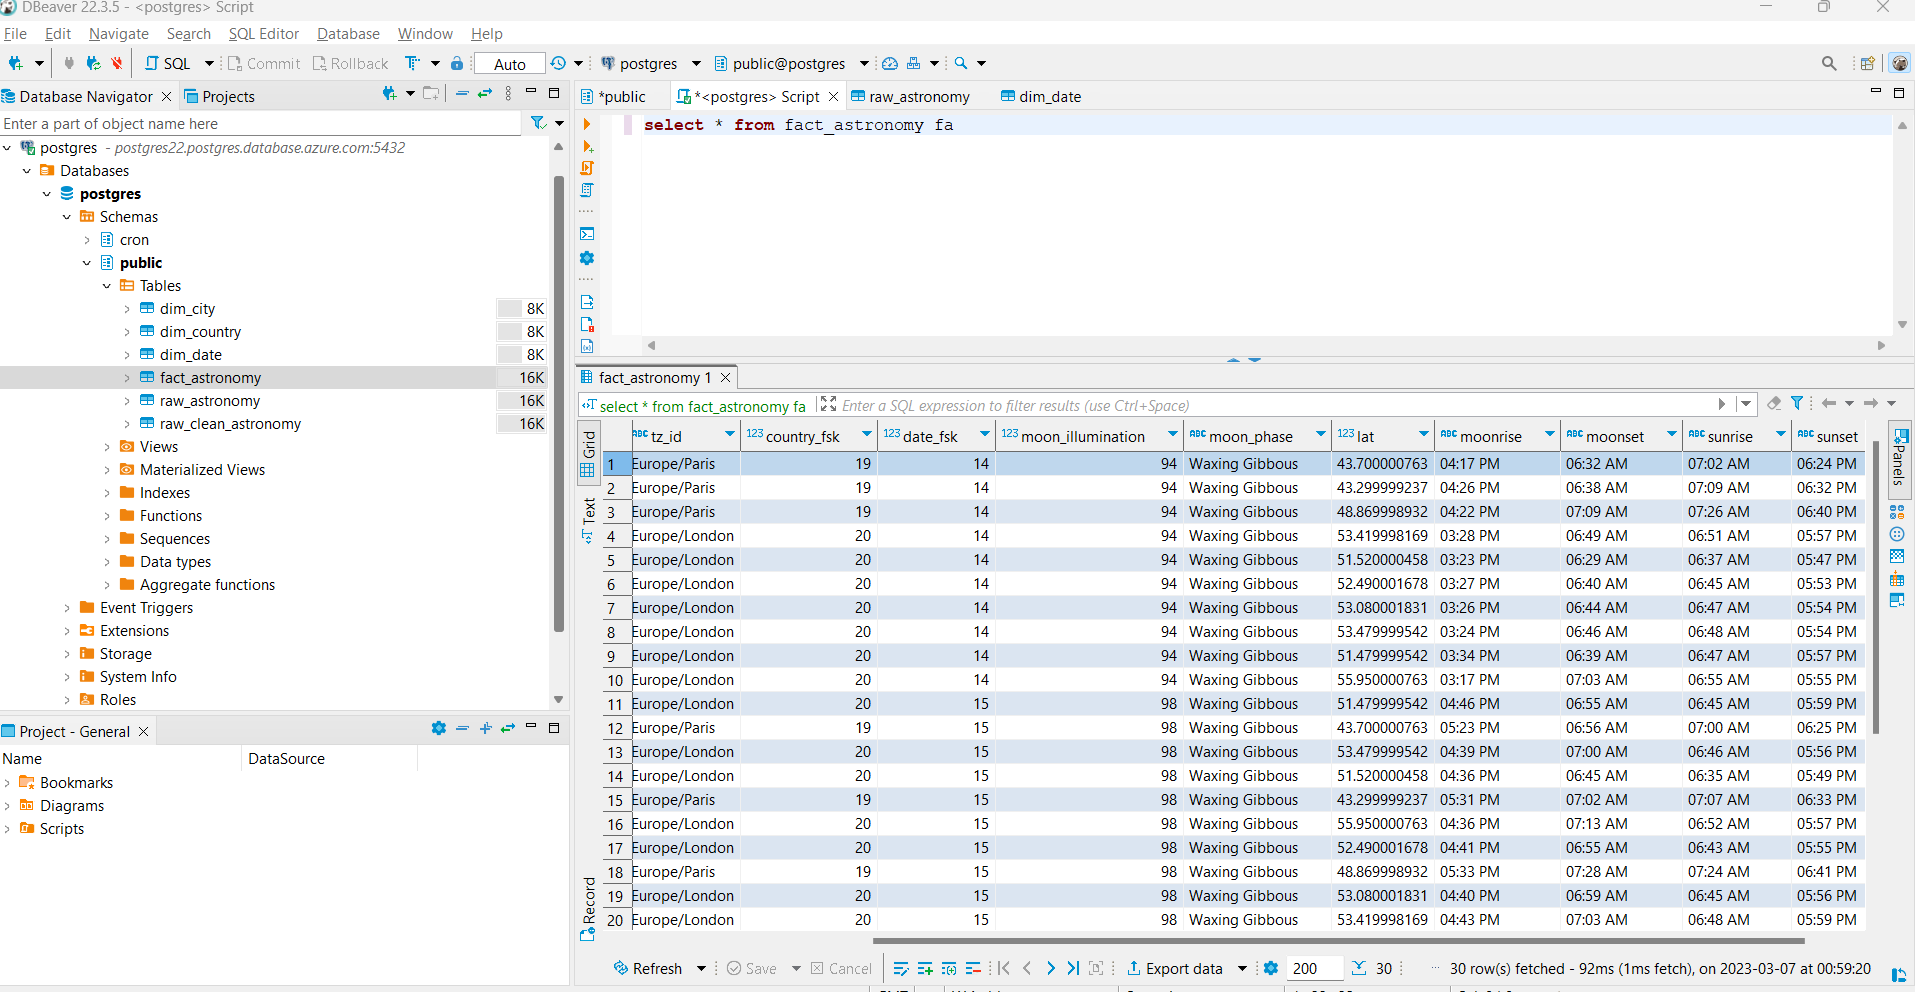 DBeaver 22.3.5 - <postgres> Script
File Edit Navigate Search SQL Editor Database Window Help
SQL Commit Rollback Auto postgres public@postgres
Database Navigator Projects
Enter a part of object name here
postgres - postgres22.postgres.database.azure.com:5432
Databases
postgres
Schemas
cron
public
Tables
dim_city 8K
dim_country 8K
dim_date 8K
fact_astronomy 16K
raw_astronomy 16K
raw_clean_astronomy 16K
Views
Materialized Views
Indexes
Functions
Sequences
Data types
Aggregate functions
Event Triggers
Extensions
Storage
System Info
Roles
Project - General
Name DataSource
Bookmarks
Diagrams
Scripts
*public *<postgres> Script raw_astronomy dim_date
select * from fact_astronomy fa
fact_astronomy 1
select * from fact_astronomy fa Enter a SQL expression to filter results (use Ctrl+Space)
Grid
Text
Record
Panels
ABC tz_id 123 country_fsk 123 date_fsk 123 moon_illumination ABC moon_phase 123 lat ABC moonrise ABC moonset ABC sunrise ABC sunset
1 Europe/Paris 19 14 94 Waxing Gibbous 43.700000763 04:17 PM 06:32 AM 07:02 AM 06:24 PM
2 Europe/Paris 19 14 94 Waxing Gibbous 43.299999237 04:26 PM 06:38 AM 07:09 AM 06:32 PM
3 Europe/Paris 19 14 94 Waxing Gibbous 48.869998932 04:22 PM 07:09 AM 07:26 AM 06:40 PM
4 Europe/London 20 14 94 Waxing Gibbous 53.419998169 03:28 PM 06:49 AM 06:51 AM 05:57 PM
5 Europe/London 20 14 94 Waxing Gibbous 51.520000458 03:23 PM 06:29 AM 06:37 AM 05:47 PM
6 Europe/London 20 14 94 Waxing Gibbous 52.490001678 03:27 PM 06:40 AM 06:45 AM 05:53 PM
7 Europe/London 20 14 94 Waxing Gibbous 53.080001831 03:26 PM 06:44 AM 06:47 AM 05:54 PM
8 Europe/London 20 14 94 Waxing Gibbous 53.479999542 03:24 PM 06:46 AM 06:48 AM 05:54 PM
9 Europe/London 20 14 94 Waxing Gibbous 51.479999542 03:34 PM 06:39 AM 06:47 AM 05:57 PM
10 Europe/London 20 14 94 Waxing Gibbous 55.950000763 03:17 PM 07:03 AM 06:55 AM 05:55 PM
11 Europe/London 20 15 98 Waxing Gibbous 51.479999542 04:46 PM 06:55 AM 06:45 AM 05:59 PM
12 Europe/Paris 19 15 98 Waxing Gibbous 43.700000763 05:23 PM 06:56 AM 07:00 AM 06:25 PM
13 Europe/London 20 15 98 Waxing Gibbous 53.479999542 04:39 PM 07:00 AM 06:46 AM 05:56 PM
14 Europe/London 20 15 98 Waxing Gibbous 51.520000458 04:36 PM 06:45 AM 06:35 AM 05:49 PM
15 Europe/Paris 19 15 98 Waxing Gibbous 43.299999237 05:31 PM 07:02 AM 07:07 AM 06:33 PM
16 Europe/London 20 15 98 Waxing Gibbous 55.950000763 04:36 PM 07:13 AM 06:52 AM 05:57 PM
17 Europe/London 20 15 98 Waxing Gibbous 52.490001678 04:41 PM 06:55 AM 06:43 AM 05:55 PM
18 Europe/Paris 19 15 98 Waxing Gibbous 48.869998932 05:33 PM 07:28 AM 07:24 AM 06:41 PM
19 Europe/London 20 15 98 Waxing Gibbous 53.080001831 04:40 PM 06:59 AM 06:45 AM 05:56 PM
20 Europe/London 20 15 98 Waxing Gibbous 53.419998169 04:43 PM 07:03 AM 06:48 AM 05:59 PM
Refresh Save Cancel Export data 200 30 30 row(s) fetched - 92ms (1ms fetch), on 2023-03-07 at 00:59:20